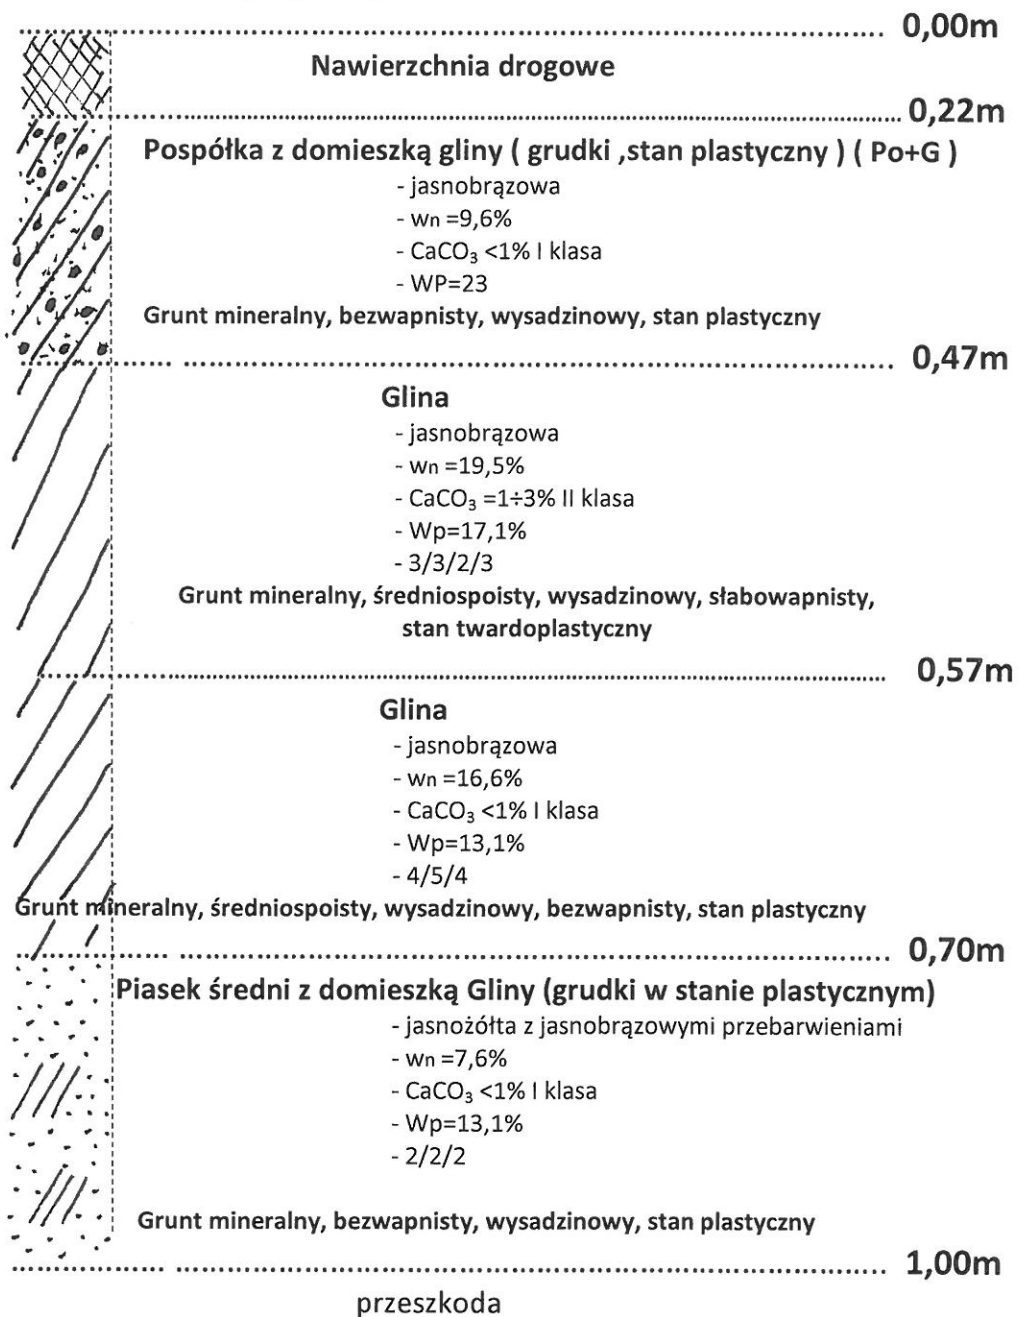 0,00m
Nawierzchnia drogowe
0,22m
Pospółka z domieszką gliny ( grudki ,stan plastyczny ) ( Po+G )
- jasnobrązowa
- wn =9,6%
- CaCO₃ <1% I klasa
- WP=23
Grunt mineralny, bezwapnisty, wysadzinowy, stan plastyczny
0,47m
Glina
- jasnobrązowa
- wn =19,5%
- CaCO₃ =1÷3% II klasa
- Wp=17,1%
- 3/3/2/3
Grunt mineralny, średniospoisty, wysadzinowy, słabowapnisty,
stan twardoplastyczny
0,57m
Glina
- jasnobrązowa
- wn =16,6%
- CaCO₃ <1% I klasa
- Wp=13,1%
- 4/5/4
Grunt mineralny, średniospoisty, wysadzinowy, bezwapnisty, stan plastyczny
0,70m
Piasek średni z domieszką Gliny (grudki w stanie plastycznym)
- jasnożółta z jasnobrązowymi przebarwieniami
- wn =7,6%
- CaCO₃ <1% I klasa
- Wp=13,1%
- 2/2/2
Grunt mineralny, bezwapnisty, wysadzinowy, stan plastyczny
1,00m
przeszkoda